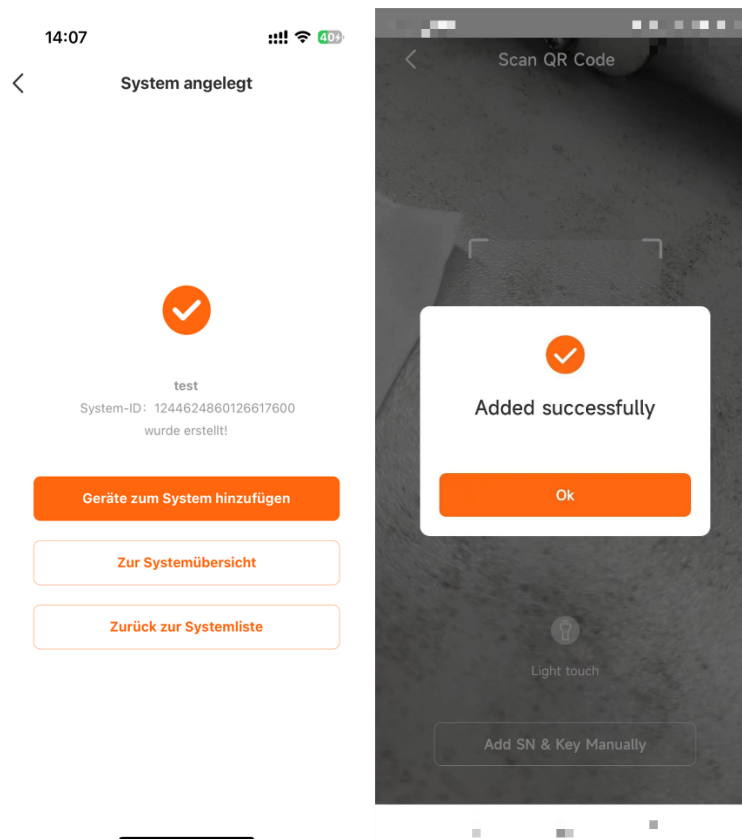 14:07
40
System angelegt
test
System-ID: 1244624860126617600
wurde erstellt!
Geräte zum System hinzufügen
Zur Systemübersicht
Zurück zur Systemliste
Scan QR Code
Added successfully
Ok
Light touch
Add SN & Key Manually